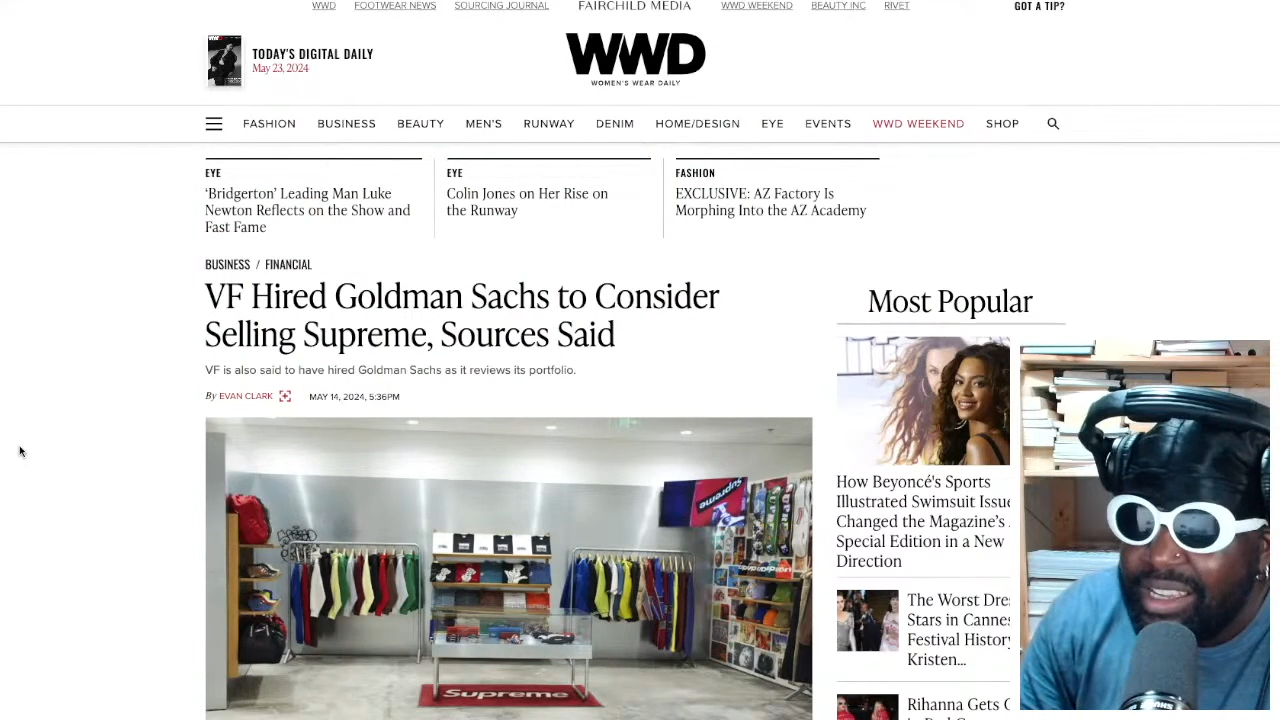 WWD FOOTWEAR NEWS SOURCING JOURNAL FAIRCHILD MEDIA WWD WEEKEND BEAUTY INC RIVET GOT A TIP?
TODAY'S DIGITAL DAILY
May 23, 2024
WWD
WOMEN'S WEAR DAILY
FASHION BUSINESS BEAUTY MEN'S RUNWAY DENIM HOME/DESIGN EYE EVENTS WWD WEEKEND SHOP
EYE
‘Bridgerton’ Leading Man Luke
Newton Reflects on the Show and
Fast Fame
EYE
Colin Jones on Her Rise on
the Runway
FASHION
EXCLUSIVE: AZ Factory Is
Morphing Into the AZ Academy
BUSINESS / FINANCIAL
VF Hired Goldman Sachs to Consider
Selling Supreme, Sources Said
VF is also said to have hired Goldman Sachs as it reviews its portfolio.
By EVAN CLARK MAY 14, 2024, 5:36PM
Supreme
Supreme
Most Popular
How Beyoncé's Sports
Illustrated Swimsuit Issue
Changed the Magazine's
Special Edition in a New
Direction
The Worst Dre
Stars in Canne
Festival History
Kristen...
Rihanna Gets
SHURE